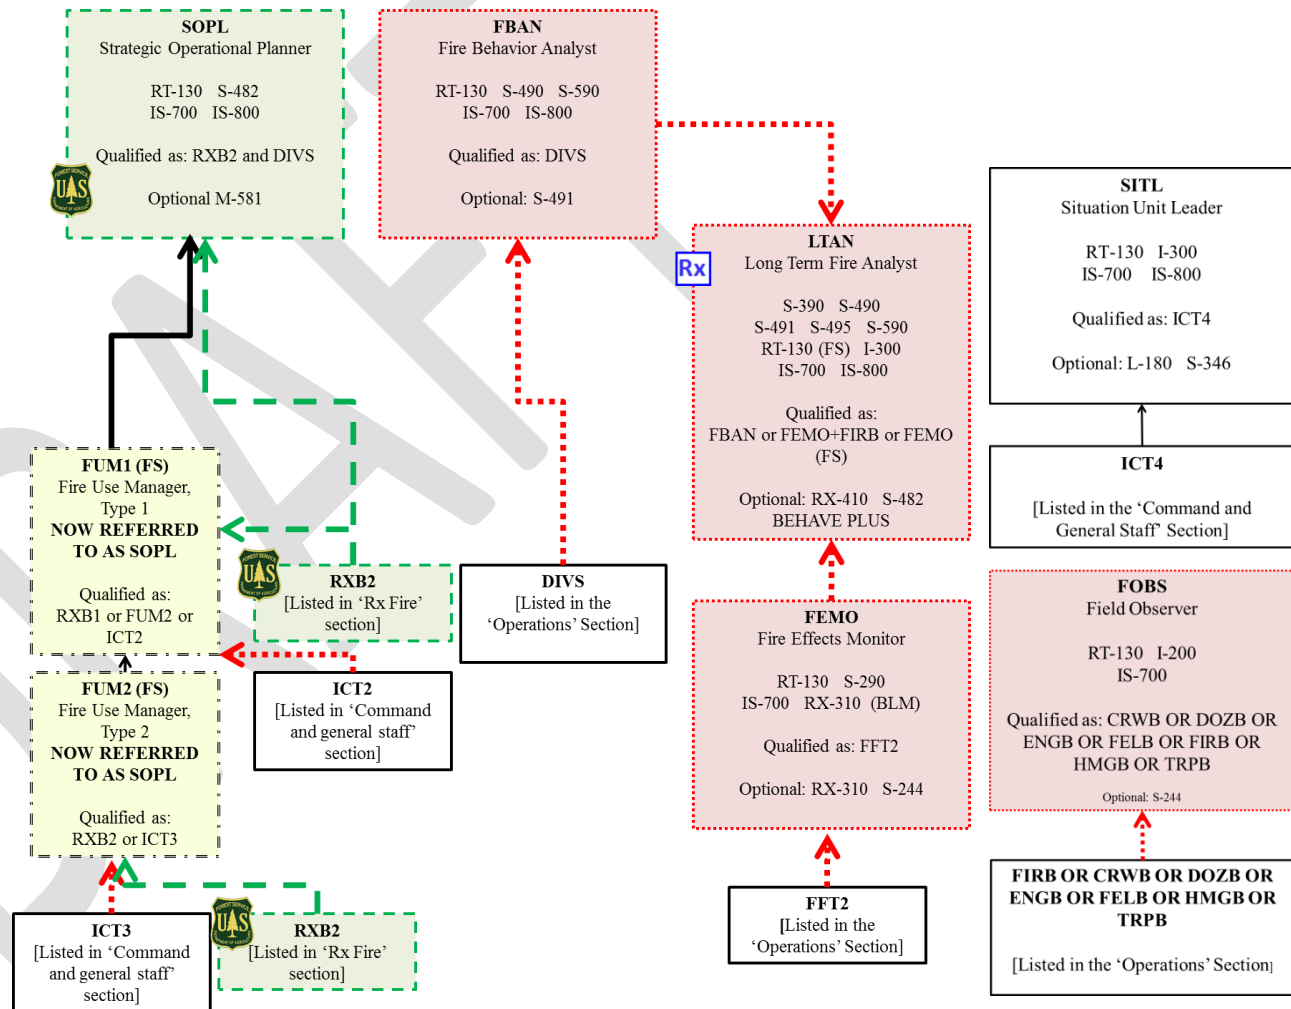 SOPL
Strategic Operational Planner
RT-130 S-482
IS-700 IS-800
Qualified as: RXB2 and DIVS
Optional M-581
FBAN
Fire Behavior Analyst
RT-130 S-490 S-590
IS-700 IS-800
Qualified as: DIVS
Optional: S-491
LTAN
Long Term Fire Analyst
S-390 S-490
S-491 S-495 S-590
RT-130 (FS) I-300
IS-700 IS-800
Qualified as:
FBAN or FEMO+FIRB or FEMO
(FS)
Optional: RX-410 S-482
BEHAVE PLUS
Rx
SITL
Situation Unit Leader
RT-130 I-300
IS-700 IS-800
Qualified as: ICT4
Optional: L-180 S-346
ICT4
[Listed in the ‘Command and
General Staff’ Section]
FUM1 (FS)
Fire Use Manager,
Type 1
NOW REFERRED
TO AS SOPL
Qualified as:
RXB1 or FUM2 or
ICT2
RXB2
[Listed in ‘Rx Fire’
section]
DIVS
[Listed in the
‘Operations’ Section]
ICT2
[Listed in ‘Command
and general staff’
section]
FUM2 (FS)
Fire Use Manager,
Type 2
NOW REFERRED
TO AS SOPL
Qualified as:
RXB2 or ICT3
ICT3
[Listed in ‘Command
and general staff’
section]
RXB2
[Listed in ‘Rx Fire’
section]
FEMO
Fire Effects Monitor
RT-130 S-290
IS-700 RX-310 (BLM)
Qualified as: FFT2
Optional: RX-310 S-244
FFT2
[Listed in the
‘Operations’ Section]
FOBS
Field Observer
RT-130 I-200
IS-700
Qualified as: CRWB OR DOZB OR
ENGB OR FELB OR FIRB OR
HMGB OR TRPB
Optional: S-244
FIRB OR CRWB OR DOZB OR
ENGB OR FELB OR HMGB OR
TRPB
[Listed in the ‘Operations’ Section]
FOREST SERVICE
U S
FOREST SERVICE
U S
FOREST SERVICE
U S